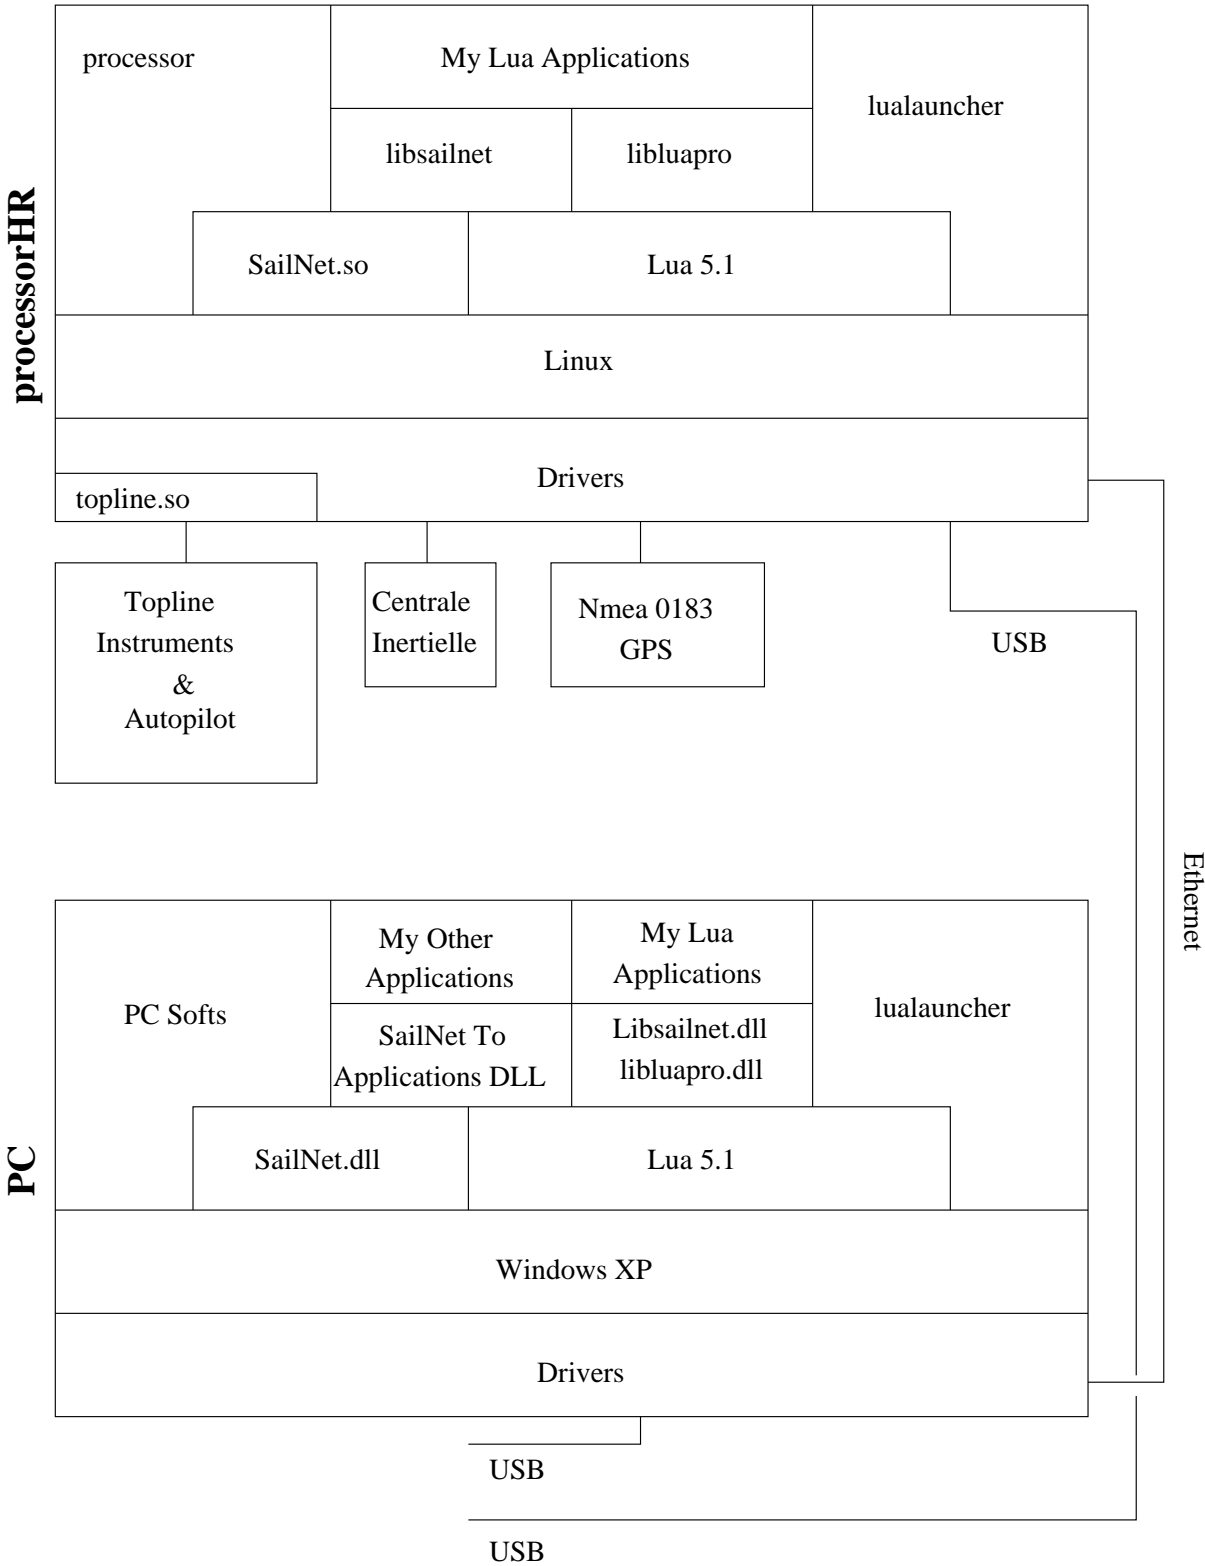 processor
My Lua Applications
lualauncher
libsailnet
libluapro
SailNet.so
Lua 5.1
processorHR
Linux
Drivers
topline.so
Topline
Instruments
&
Autopilot
Centrale
Inertielle
Nmea 0183
GPS
USB
Ethernet
PC Softs
My Other
Applications
My Lua
Applications
lualauncher
SailNet To
Applications DLL
Libsailnet.dll
libluapro.dll
SailNet.dll
Lua 5.1
PC
Windows XP
Drivers
USB
USB